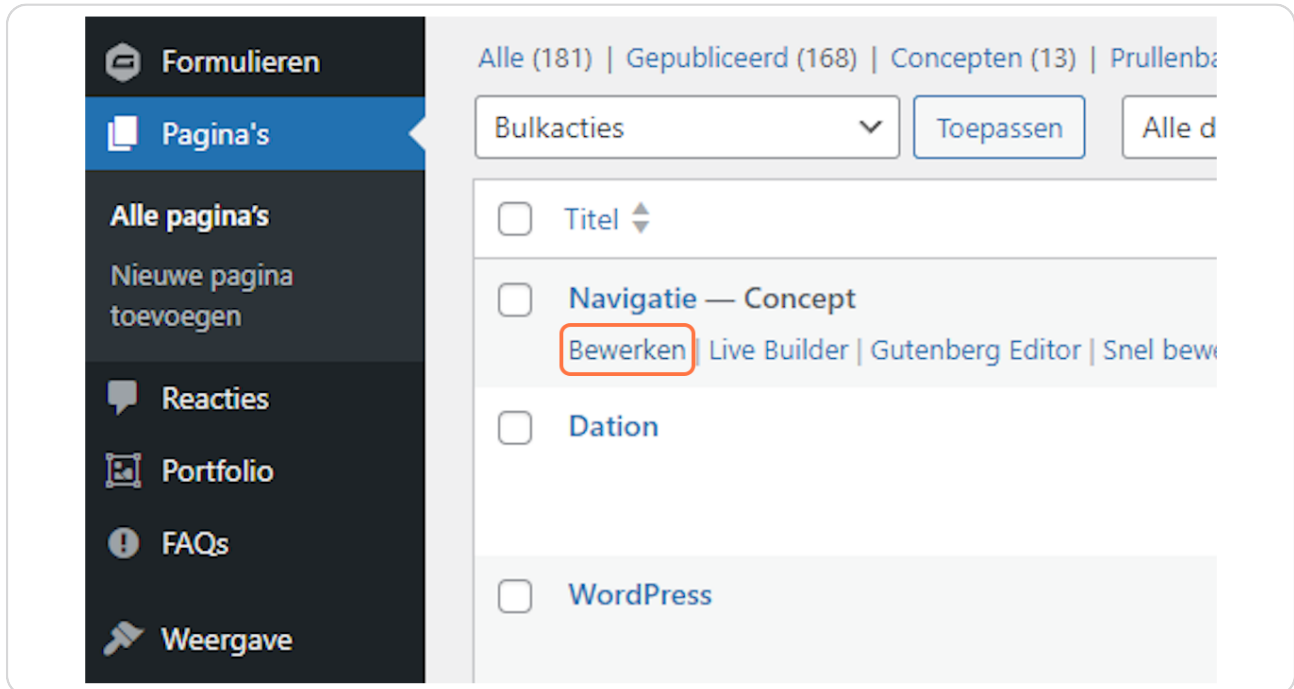 Formulieren
Pagina's
Alle pagina's
Nieuwe pagina
toevoegen
Reacties
Portfolio
FAQs
Weergave
Alle (181) | Gepubliceerd (168) | Concepten (13) | Prullenba
Bulkacties
Toepassen
Alle d
Titel
Navigatie — Concept
Bewerken | Live Builder | Gutenberg Editor | Snel bewe
Dation
WordPress